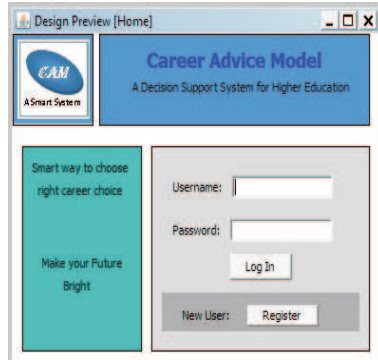 Design Preview [Home]
CAM
A Smart System
Career Advice Model
A Decision Support System for Higher Education
Smart way to choose
right career choice
Make your Future
Bright
Username:
Password:
Log In
New User:
Register